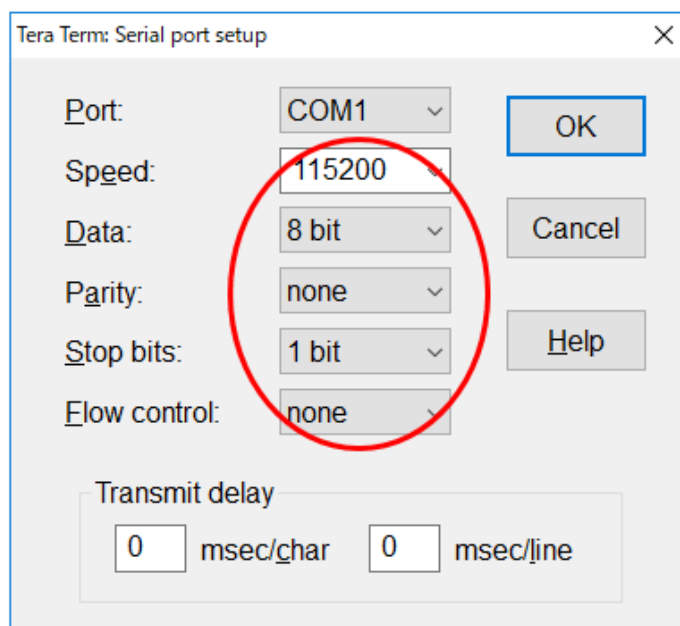 Tera Term: Serial port setup
Port: COM1 OK
Speed: 115200
Data: 8 bit Cancel
Parity: none
Stop bits: 1 bit Help
Flow control: none
Transmit delay
0 msec/char 0 msec/line